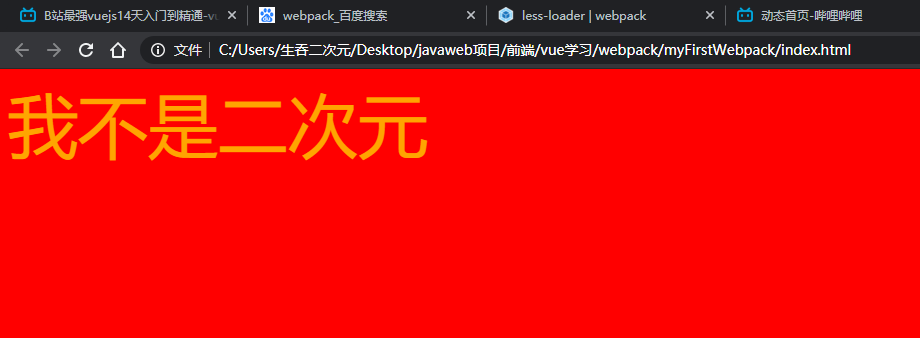 B站最强vuejs14天入门到精通-vu
webpack_百度搜索
less-loader | webpack
动态首页-哔哩哔哩
文件
C:/Users/生吞二次元/Desktop/javaweb项目/前端/vue学习/webpack/myFirstWebpack/index.html
我不是二次元